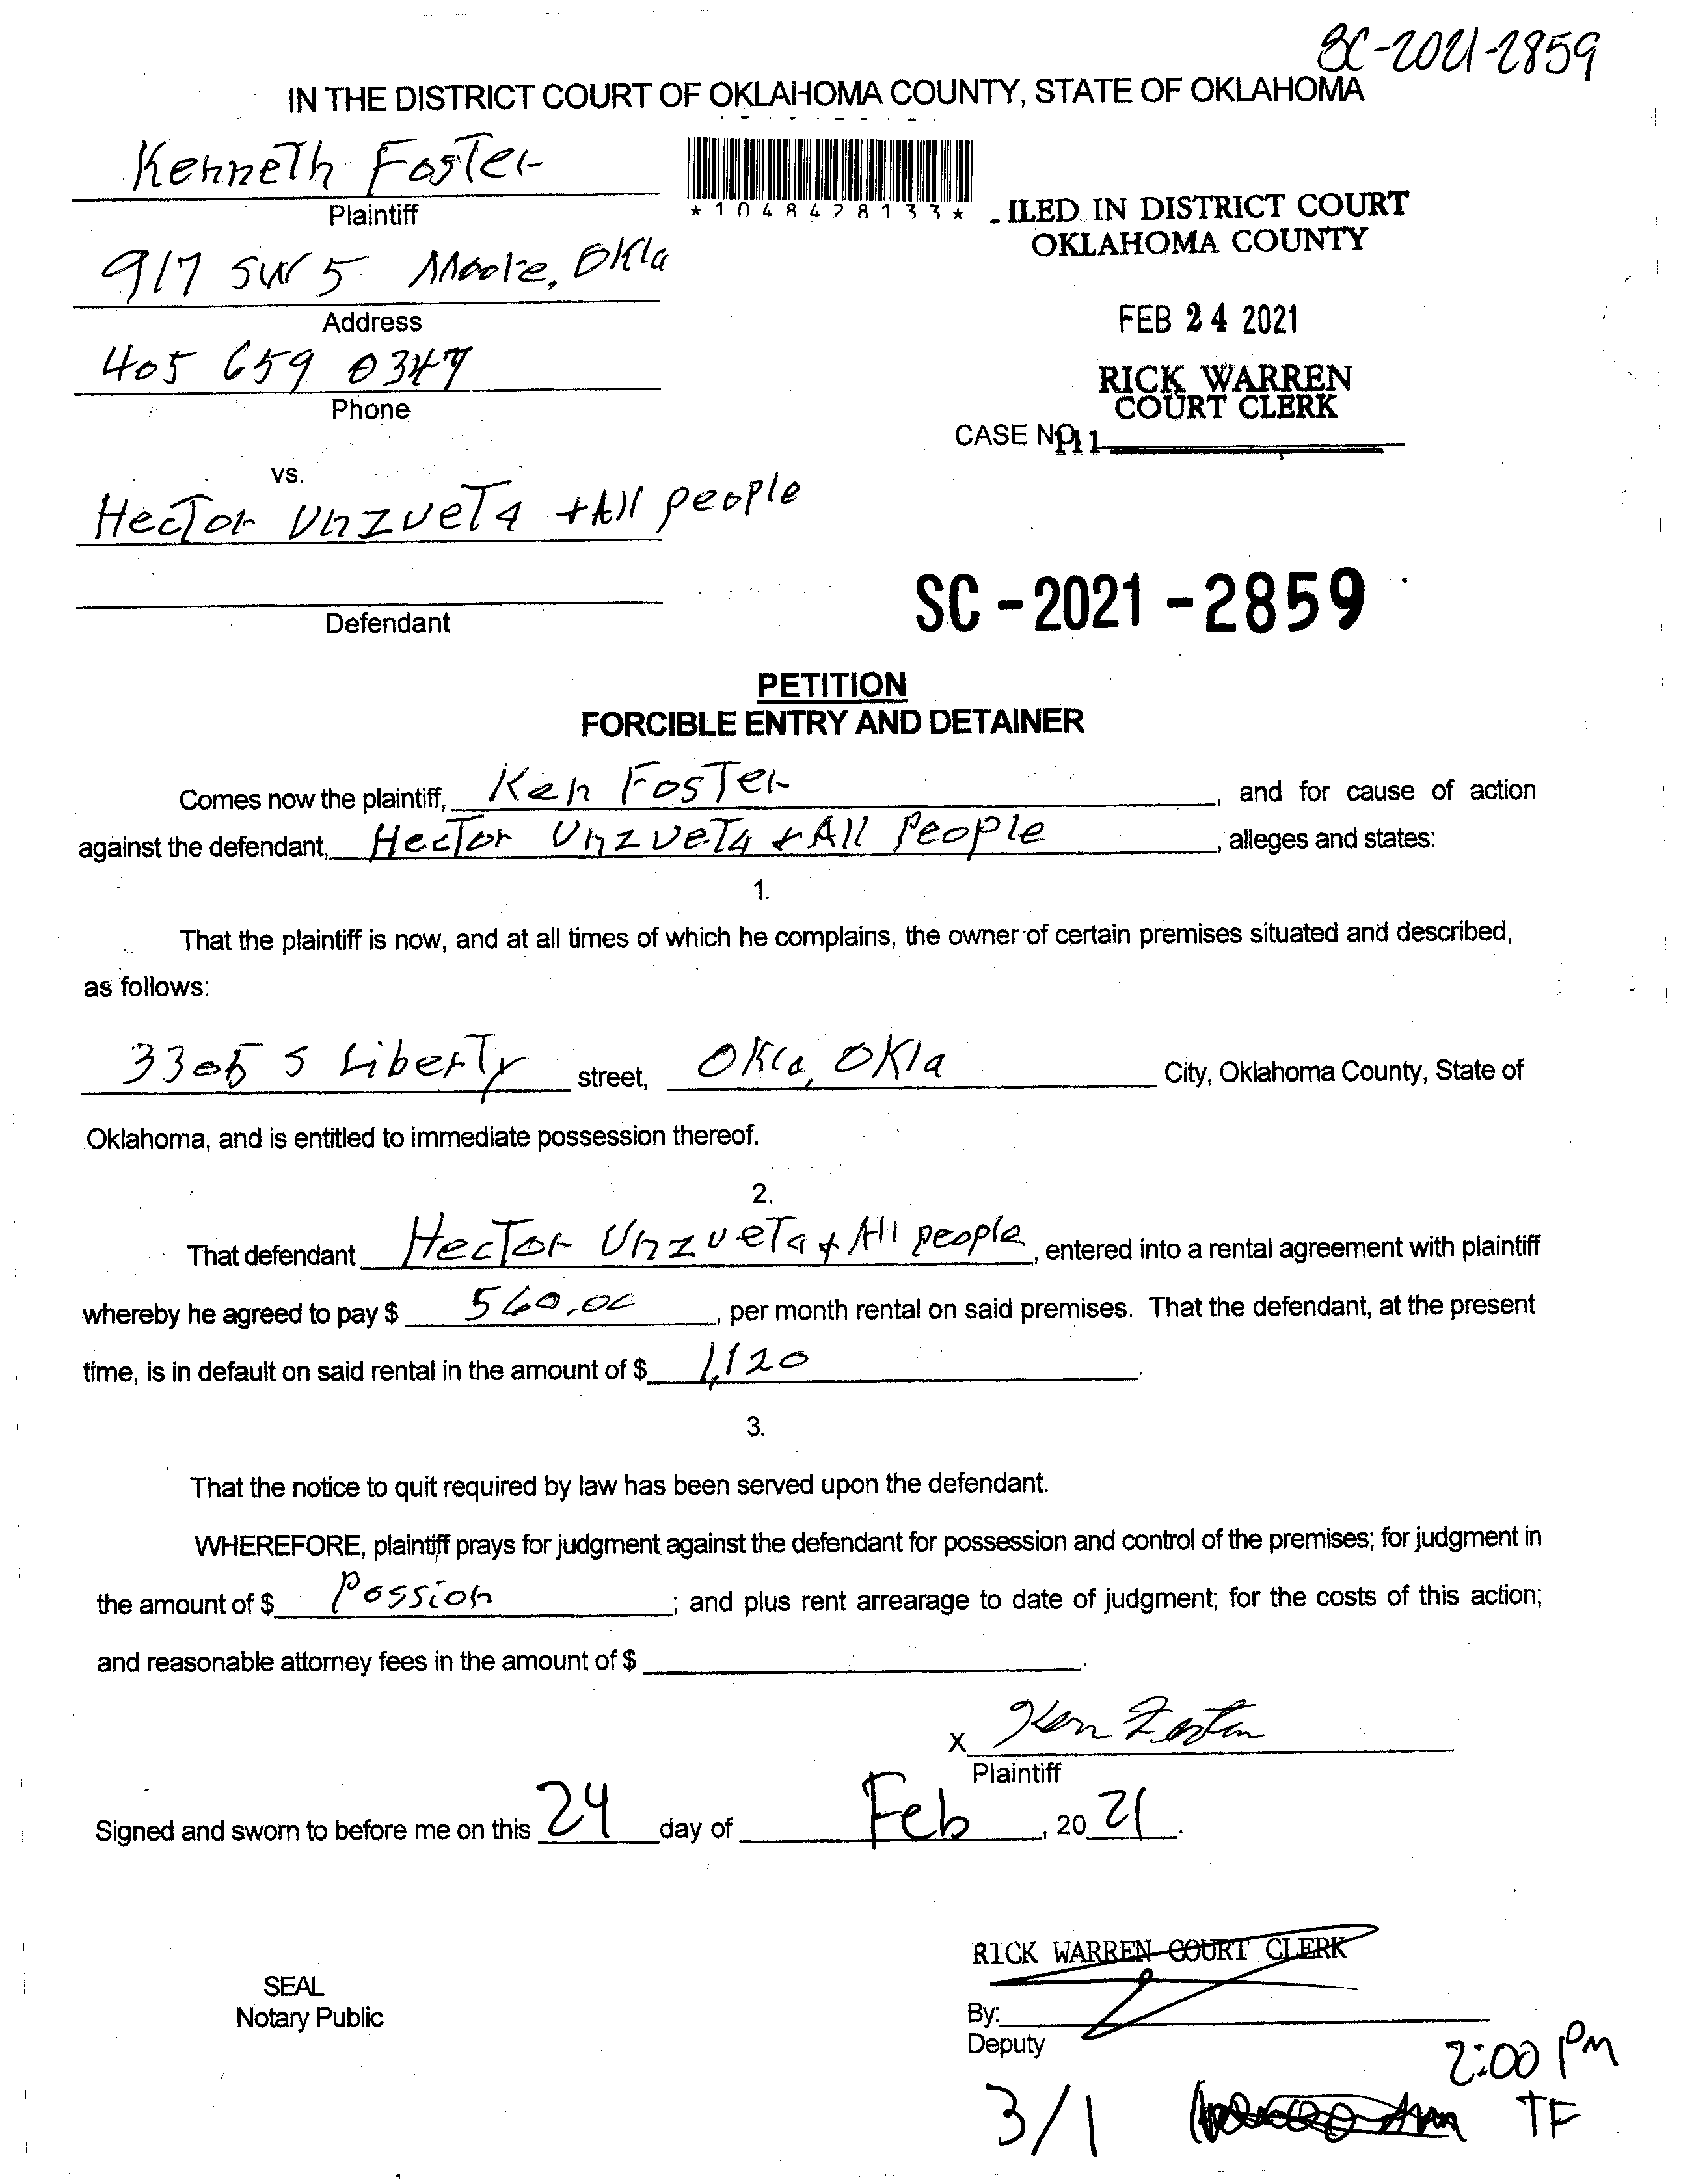 SC-2021-2859
IN THE DISTRICT COURT OF OKLAHOMA COUNTY, STATE OF OKLAHOMA
Kenneth Foster
Plaintiff
*1048428133*
ILED IN DISTRICT COURT
OKLAHOMA COUNTY
917 SW 5 Moore, Okla
Address
FEB 24 2021
405 659 0347
Phone
RICK WARREN
COURT CLERK
CASE NO.
vs.
Hector Unzueta + All people
Defendant
SC-2021-2859
PETITION
FORCIBLE ENTRY AND DETAINER
Comes now the plaintiff, Ken Foster, and for cause of action
against the defendant, Hector Unzueta + All People, alleges and states:
1.
That the plaintiff is now, and at all times of which he complains, the owner of certain premises situated and described,
as follows:
3305 S Liberty street, Okla, Okla City, Oklahoma County, State of
Oklahoma, and is entitled to immediate possession thereof.
2.
That defendant Hector Unzueta + All people, entered into a rental agreement with plaintiff
whereby he agreed to pay $ 560.00, per month rental on said premises. That the defendant, at the present
time, is in default on said rental in the amount of $ 1,120.
3.
That the notice to quit required by law has been served upon the defendant.
WHEREFORE, plaintiff prays for judgment against the defendant for possession and control of the premises; for judgment in
the amount of $ Possion; and plus rent arrearage to date of judgment; for the costs of this action;
and reasonable attorney fees in the amount of $ .
X Ken Foster
Plaintiff
Signed and sworn to before me on this 24 day of Feb, 2021.
RICK WARREN COURT CLERK
SEAL
Notary Public
By:
Deputy
2:00 PM
3/1 TF